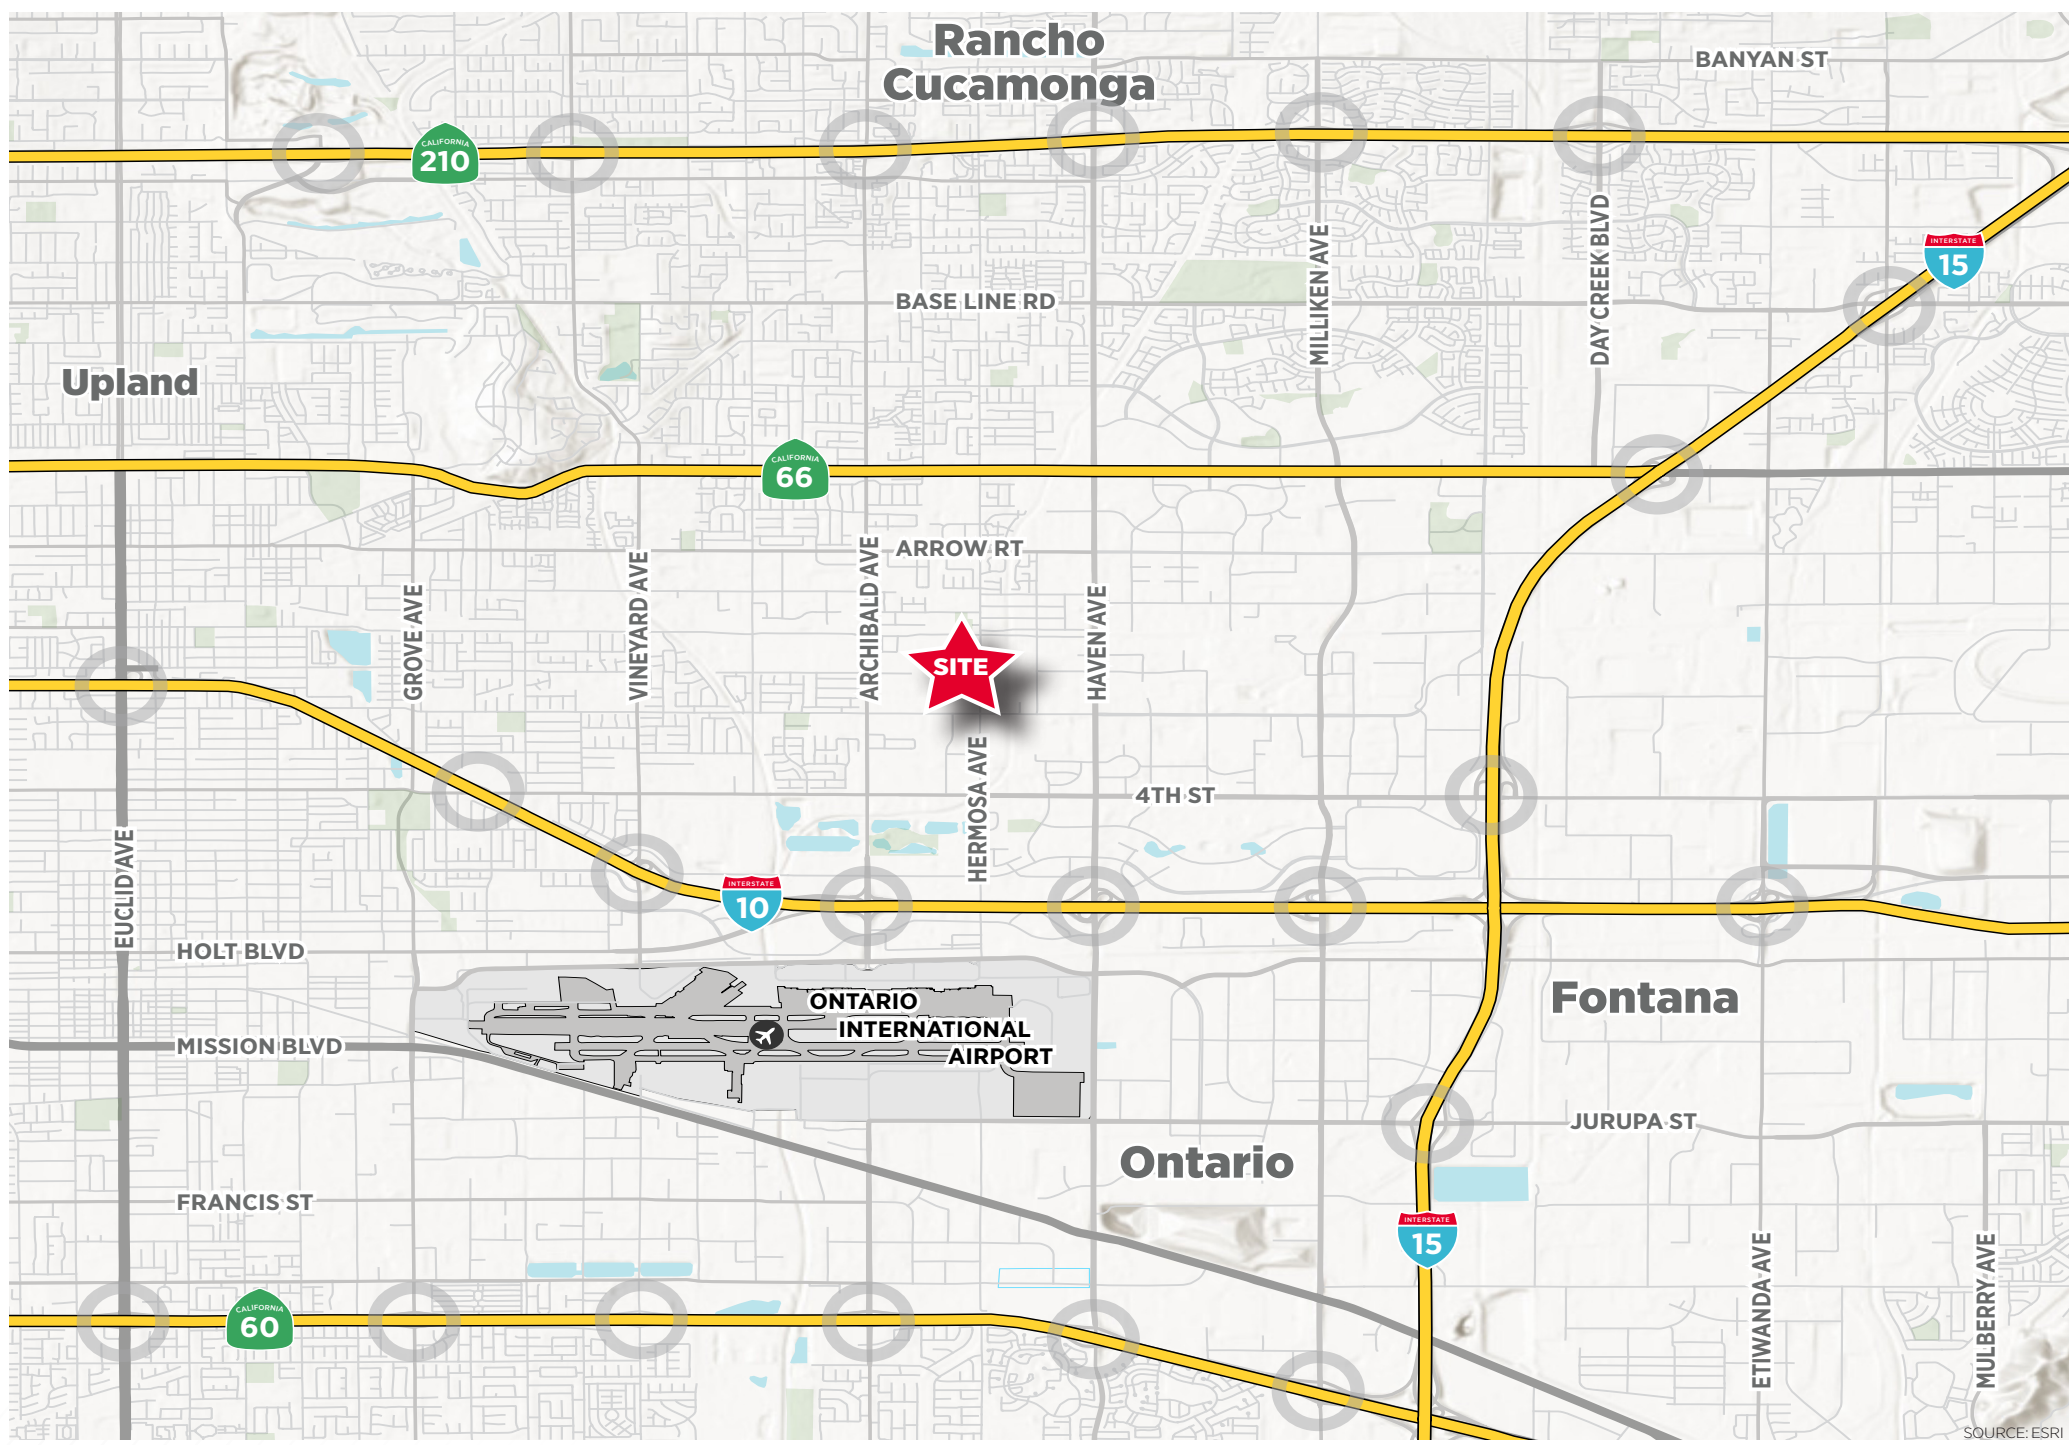 Rancho
Cucamonga
BANYAN ST
CALIFORNIA
210
DAY CREEK BLVD
MILLIKEN AVE
INTERSTATE
15
BASE LINE RD
Upland
CALIFORNIA
66
ARROW RT
GROVE AVE
VINEYARD AVE
ARCHIBALD AVE
SITE
HAVEN AVE
HERMOSA AVE
4TH ST
EUCLID AVE
INTERSTATE
10
HOLT BLVD
ONTARIO
INTERNATIONAL
AIRPORT
Fontana
MISSION BLVD
JURUPA ST
Ontario
FRANCIS ST
INTERSTATE
15
ETIWANDA AVE
MULBERRY AVE
CALIFORNIA
60
SOURCE: ESRI